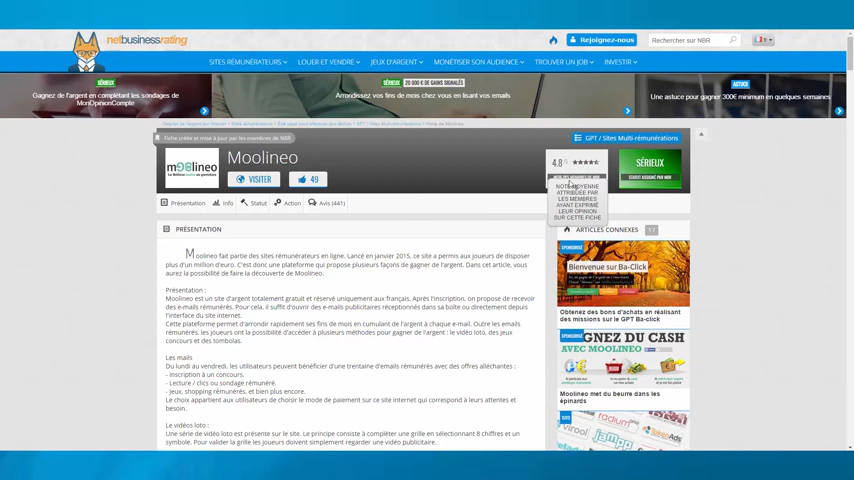 netbusinessrating
Rejoignez-nous
Rechercher sur NBR
SITES RÉMUNÉRATEURS
LOUER ET VENDRE
JEUX D'ARGENT
MONÉTISER SON AUDIENCE
TROUVER UN JOB
INVESTIR
SÉRIEUX
Gagnez de l'argent en complétant les sondages de
MonOpinionCompte
SÉRIEUX 20 000 € DE GAINS SIGNALÉS
Arrondissez vos fins de mois chez vous en lisant vos emails
ASTUCE
Une astuce pour gagner 300€ minimum en quelques semaines
Fiche créée et mise à jour par les membres de NBR
GPT / Sites Multi-rémunérations
moolineo
Moolineo
VISITER
49
4.8
SÉRIEUX
STATUT ASSIGNÉ PAR NBR
NOTE MOYENNE
ATTRIBUÉE PAR
LES MEMBRES
AYANT EXPRIMÉ
LEUR OPINION
SUR CETTE FICHE
Présentation
Info
Statut
Action
Avis (441)
PRÉSENTATION
Moolineo fait partie des sites rémunérateurs en ligne. Lancé en janvier 2015, ce site a permis aux joueurs de disposer
plus d'un million d'euro. C'est donc une plateforme qui propose plusieurs façons de gagner de l'argent. Dans cet article, vous
aurez la possibilité de faire la découverte de Moolineo.
Présentation :
Moolineo est un site d'argent totalement gratuit et réservé uniquement aux français. Après l'inscription, on propose de recevoir
des e-mails rémunérés. Pour cela, il suffit d'ouvrir des e-mails publicitaires réceptionnés dans sa boîte ou directement depuis
l'interface du site internet.
Cette plateforme permet d'arrondir rapidement ses fins de mois en cumulant de l'argent à chaque e-mail. Outre les emails
rémunérés, les joueurs ont la possibilité d'accéder à plusieurs méthodes pour gagner de l'argent : le vidéo loto, des jeux
concours et des tombolas.
Les mails
Du lundi au vendredi, les utilisateurs peuvent bénéficier d'une trentaine d'emails rémunérés avec des offres alléchantes :
- Inscription à un concours.
- Lecture / clics ou sondage rémunéré.
- Jeux, shopping rémunérés, et bien plus encore.
Le choix appartient aux utilisateurs de choisir le mode de paiement sur ce site internet qui correspond à leurs attentes et
besoin.
Les vidéos loto :
Une série de vidéo loto est présente sur le site. Le principe consiste à compléter une grille en sélectionnant 8 chiffres et un
symbole. Pour valider la grille les joueurs doivent simplement regarder une vidéo publicitaire.
ARTICLES CONNEXES 17
SPONSORISÉ
Bienvenue sur Ba-Click
Obtenez des bons d'achats en réalisant
des missions sur le GPT Ba-click
SPONSORISÉ
GNEZ DU CASH
AVEC MOOLINEO
Moolineo met du beurre dans les
épinards
TUTO